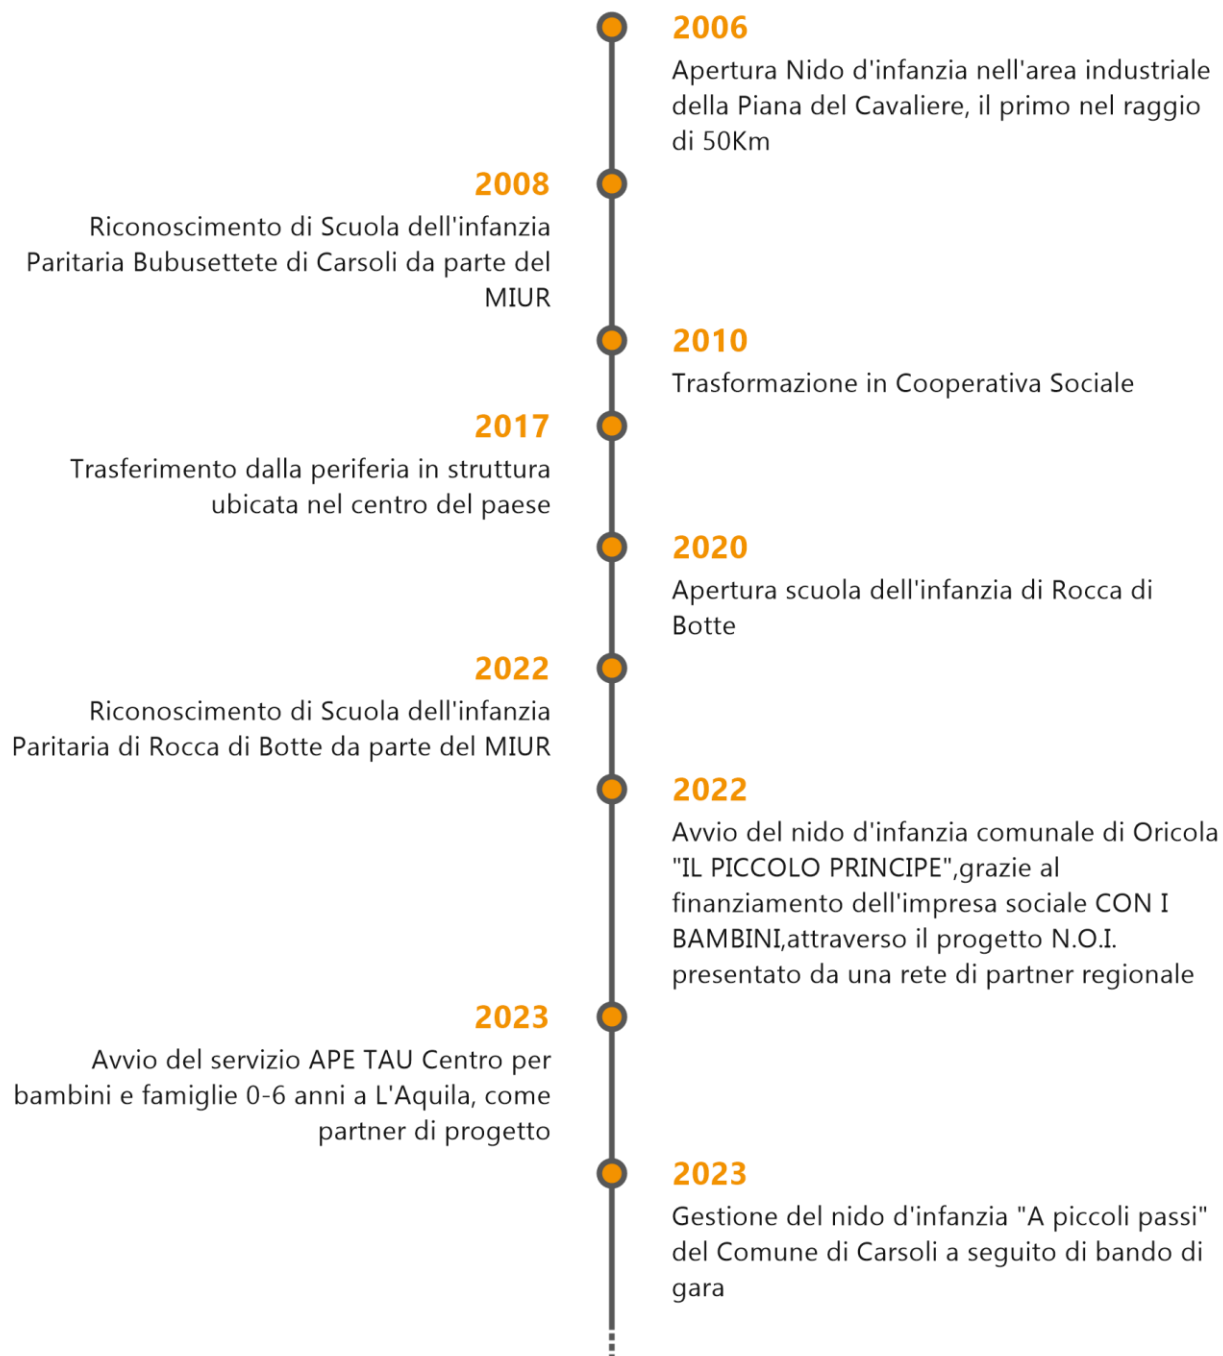 2006
Apertura Nido d'infanzia nell'area industriale
della Piana del Cavaliere, il primo nel raggio
di 50Km
2008
Riconoscimento di Scuola dell'infanzia
Paritaria Bubusettete di Carsoli da parte del
MIUR
2010
Trasformazione in Cooperativa Sociale
2017
Trasferimento dalla periferia in struttura
ubicata nel centro del paese
2020
Apertura scuola dell'infanzia di Rocca di
Botte
2022
Riconoscimento di Scuola dell'infanzia
Paritaria di Rocca di Botte da parte del MIUR
2022
Avvio del nido d'infanzia comunale di Oricola
"IL PICCOLO PRINCIPE",grazie al
finanziamento dell'impresa sociale CON I
BAMBINI,attraverso il progetto N.O.I.
presentato da una rete di partner regionale
2023
Avvio del servizio APE TAU Centro per
bambini e famiglie 0-6 anni a L'Aquila, come
partner di progetto
2023
Gestione del nido d'infanzia "A piccoli passi"
del Comune di Carsoli a seguito di bando di
gara